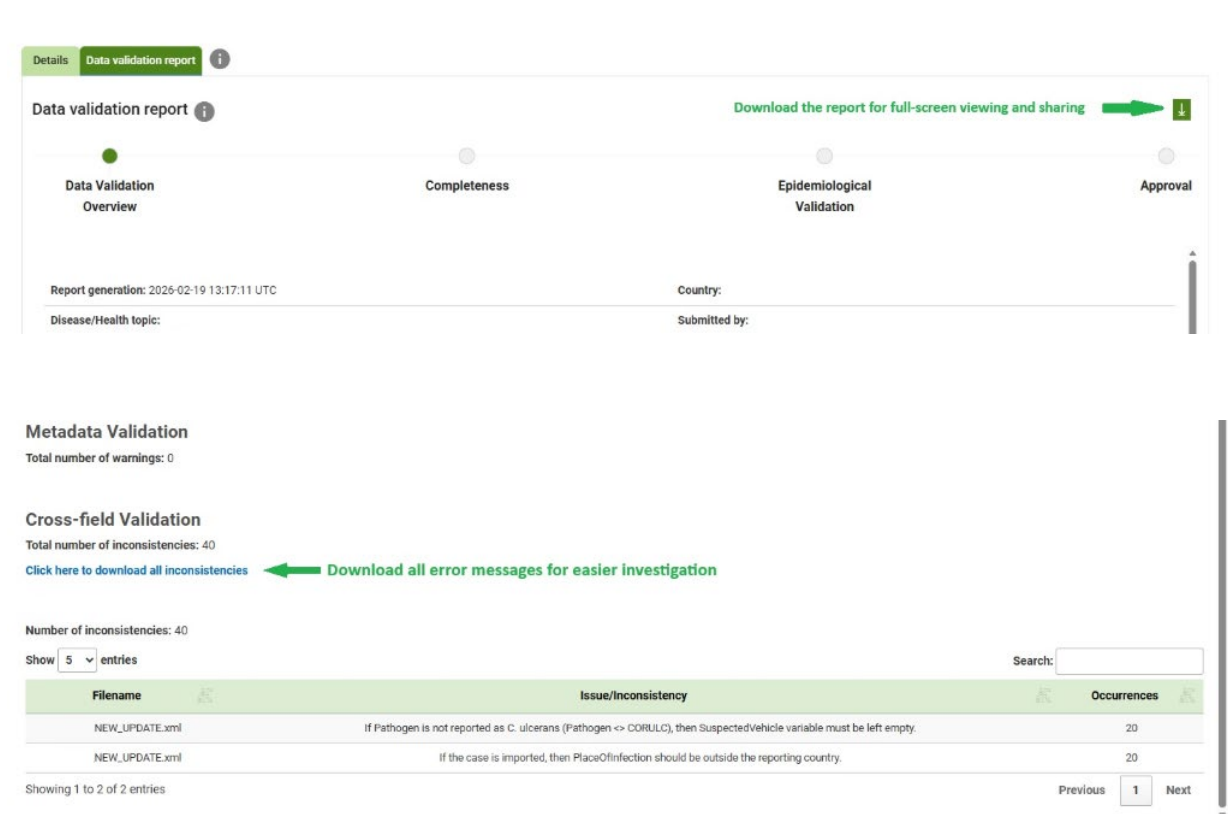 Details Data validation report i
Data validation report i
Download the report for full-screen viewing and sharing
Data Validation Overview
Completeness
Epidemiological Validation
Approval
Report generation: 2026-02-19 13:17:11 UTC Country:
Disease/Health topic: Submitted by:
Metadata Validation
Total number of warnings: 0
Cross-field Validation
Total number of inconsistencies: 40
Click here to download all inconsistencies Download all error messages for easier investigation
Number of inconsistencies: 40
Show 5 entries Search:
Filename Issue/Inconsistency Occurrences
NEW_UPDATE.xml If Pathogen is not reported as C. ulcerans (Pathogen <> CORULC), then SuspectedVehicle variable must be left empty. 20
NEW_UPDATE.xml If the case is imported, then PlaceOfInfection should be outside the reporting country. 20
Showing 1 to 2 of 2 entries Previous 1 Next